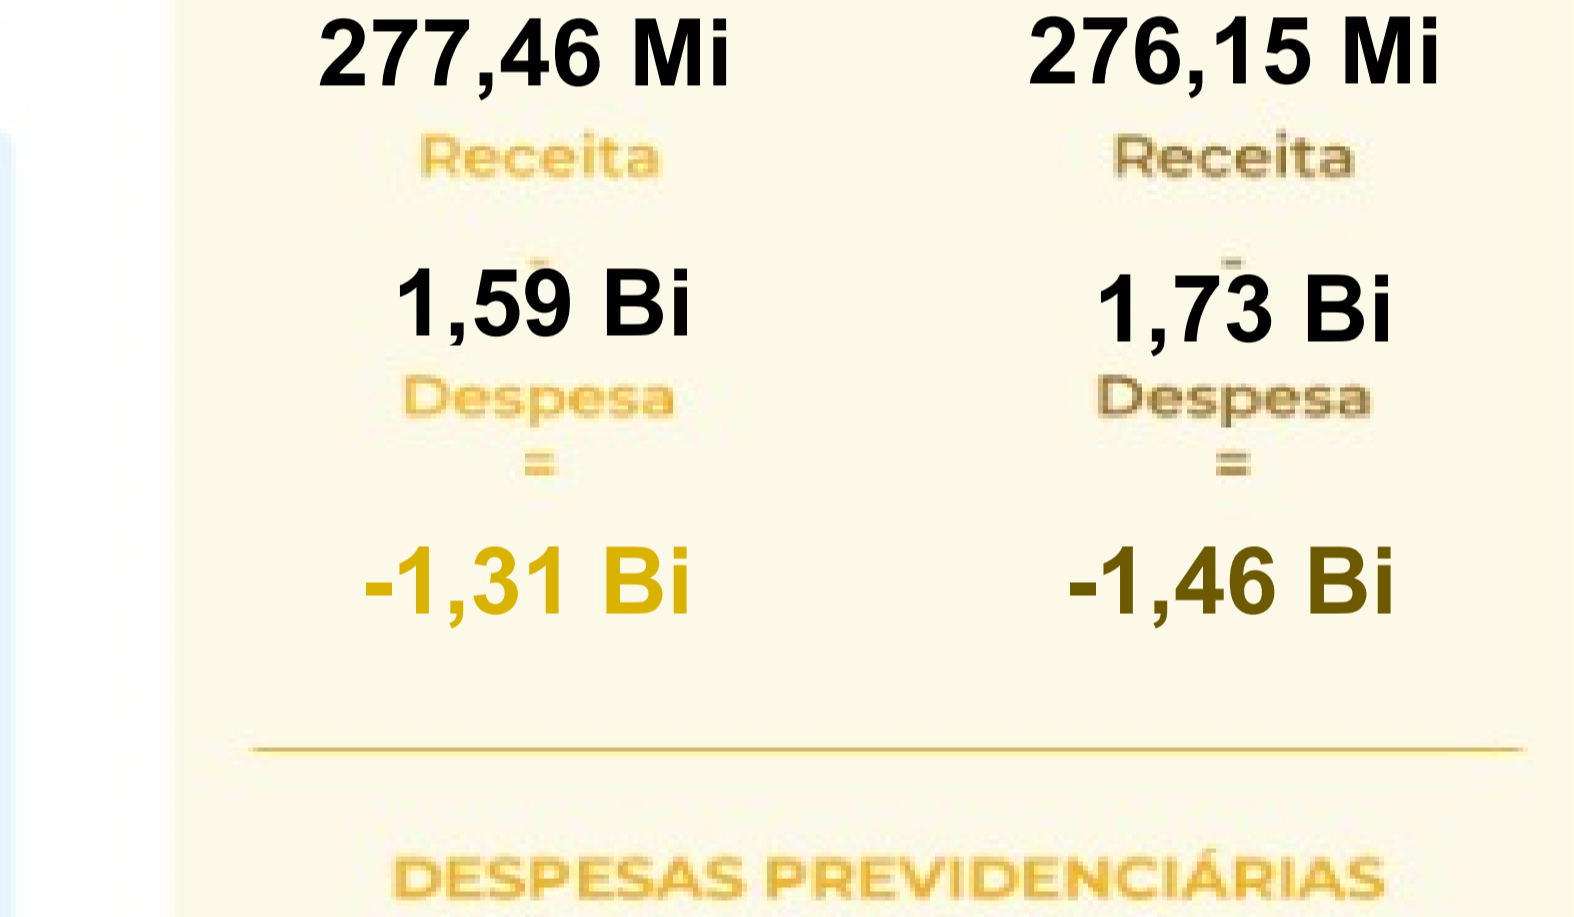 277,46 Mi 276,15 Mi
Receita Receita
- -
1,59 Bi 1,73 Bi
Despesa Despesa
= =
-1,31 Bi -1,46 Bi
DESPESAS PREVIDENCIÁRIAS